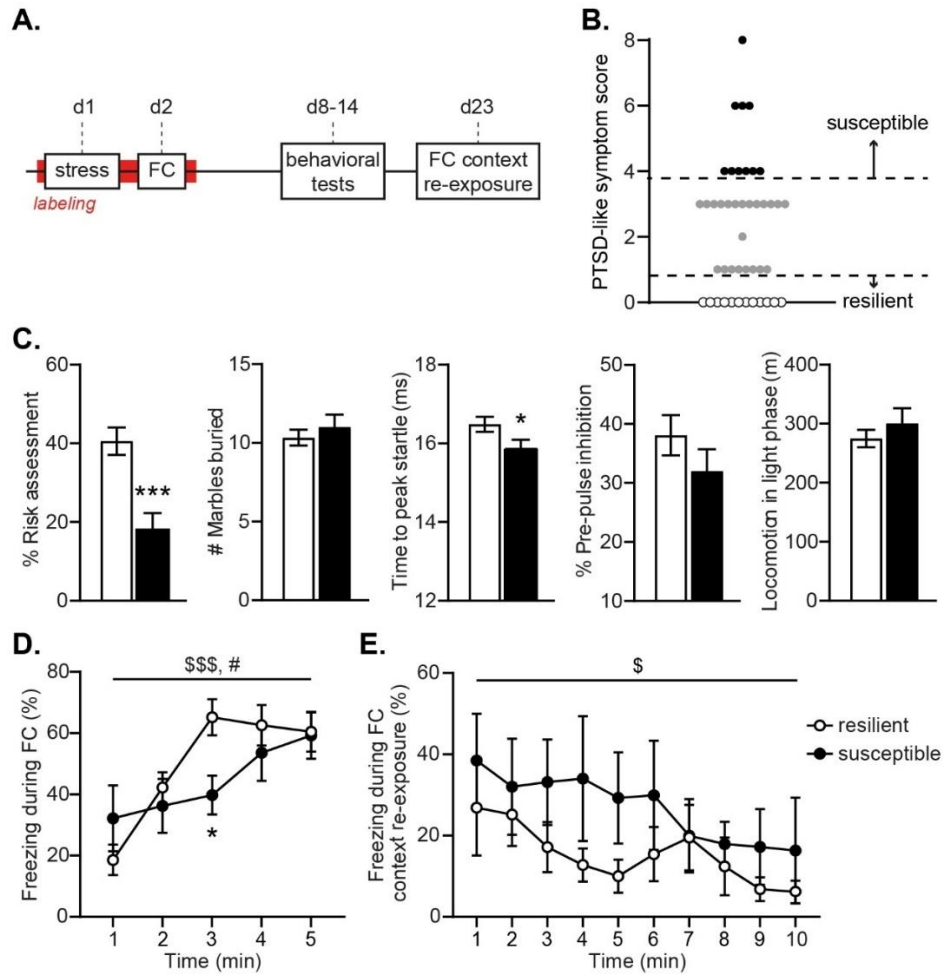 A.
d1
d2
d8-14
d23
stress
FC
behavioral
tests
FC context
re-exposure
labeling
B.
PTSD-like symptom score
8
6
4
2
0
susceptible
resilient
C.
% Risk assessment
60
40
20
0
***
# Marbles buried
15
10
5
0
Time to peak startle (ms)
18
16
14
12
*
% Pre-pulse inhibition
50
40
30
20
10
Locomotion in light phase (m)
400
300
200
100
0
D.
Freezing during FC (%)
80
60
40
20
0
$$$, #
*
1 2 3 4 5
Time (min)
E.
Freezing during FC
context re-exposure (%)
60
40
20
0
$
1 2 3 4 5 6 7 8 9 10
Time (min)
resilient
susceptible